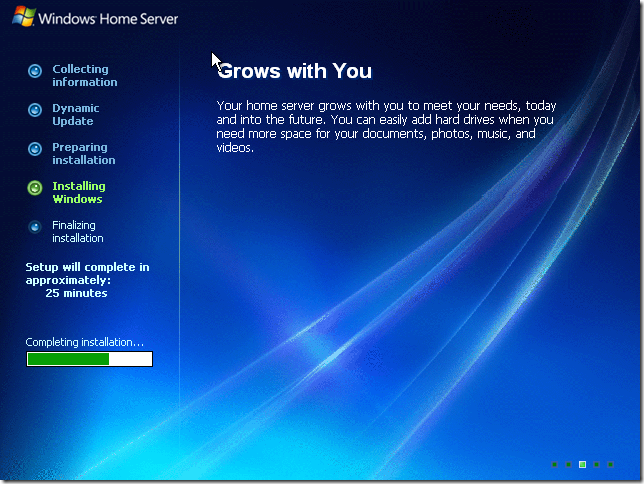 Windows Home Server
Collecting
information
Dynamic
Update
Preparing
installation
Installing
Windows
Finalizing
installation
Setup will complete in
approximately:
25 minutes
Completing installation...
Grows with You
Your home server grows with you to meet your needs, today
and into the future. You can easily add hard drives when you
need more space for your documents, photos, music, and
videos.